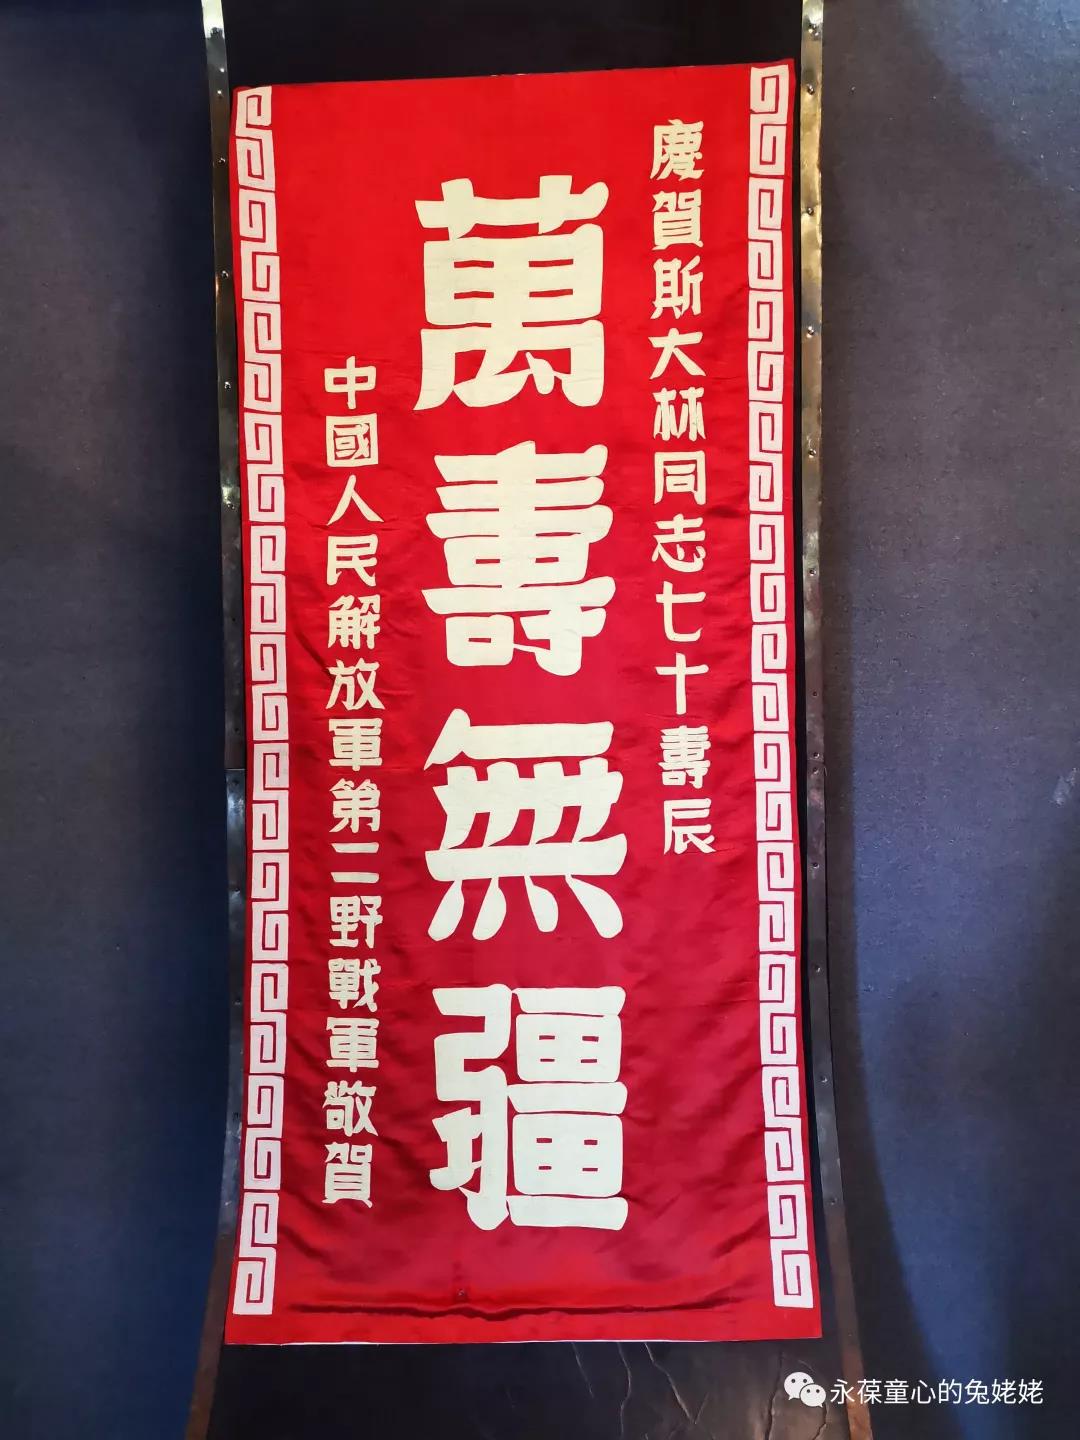 慶賀斯大林同志七十壽辰
萬壽無疆
中國人民解放軍第二野戰軍敬賀
永葆童心的兔姥姥